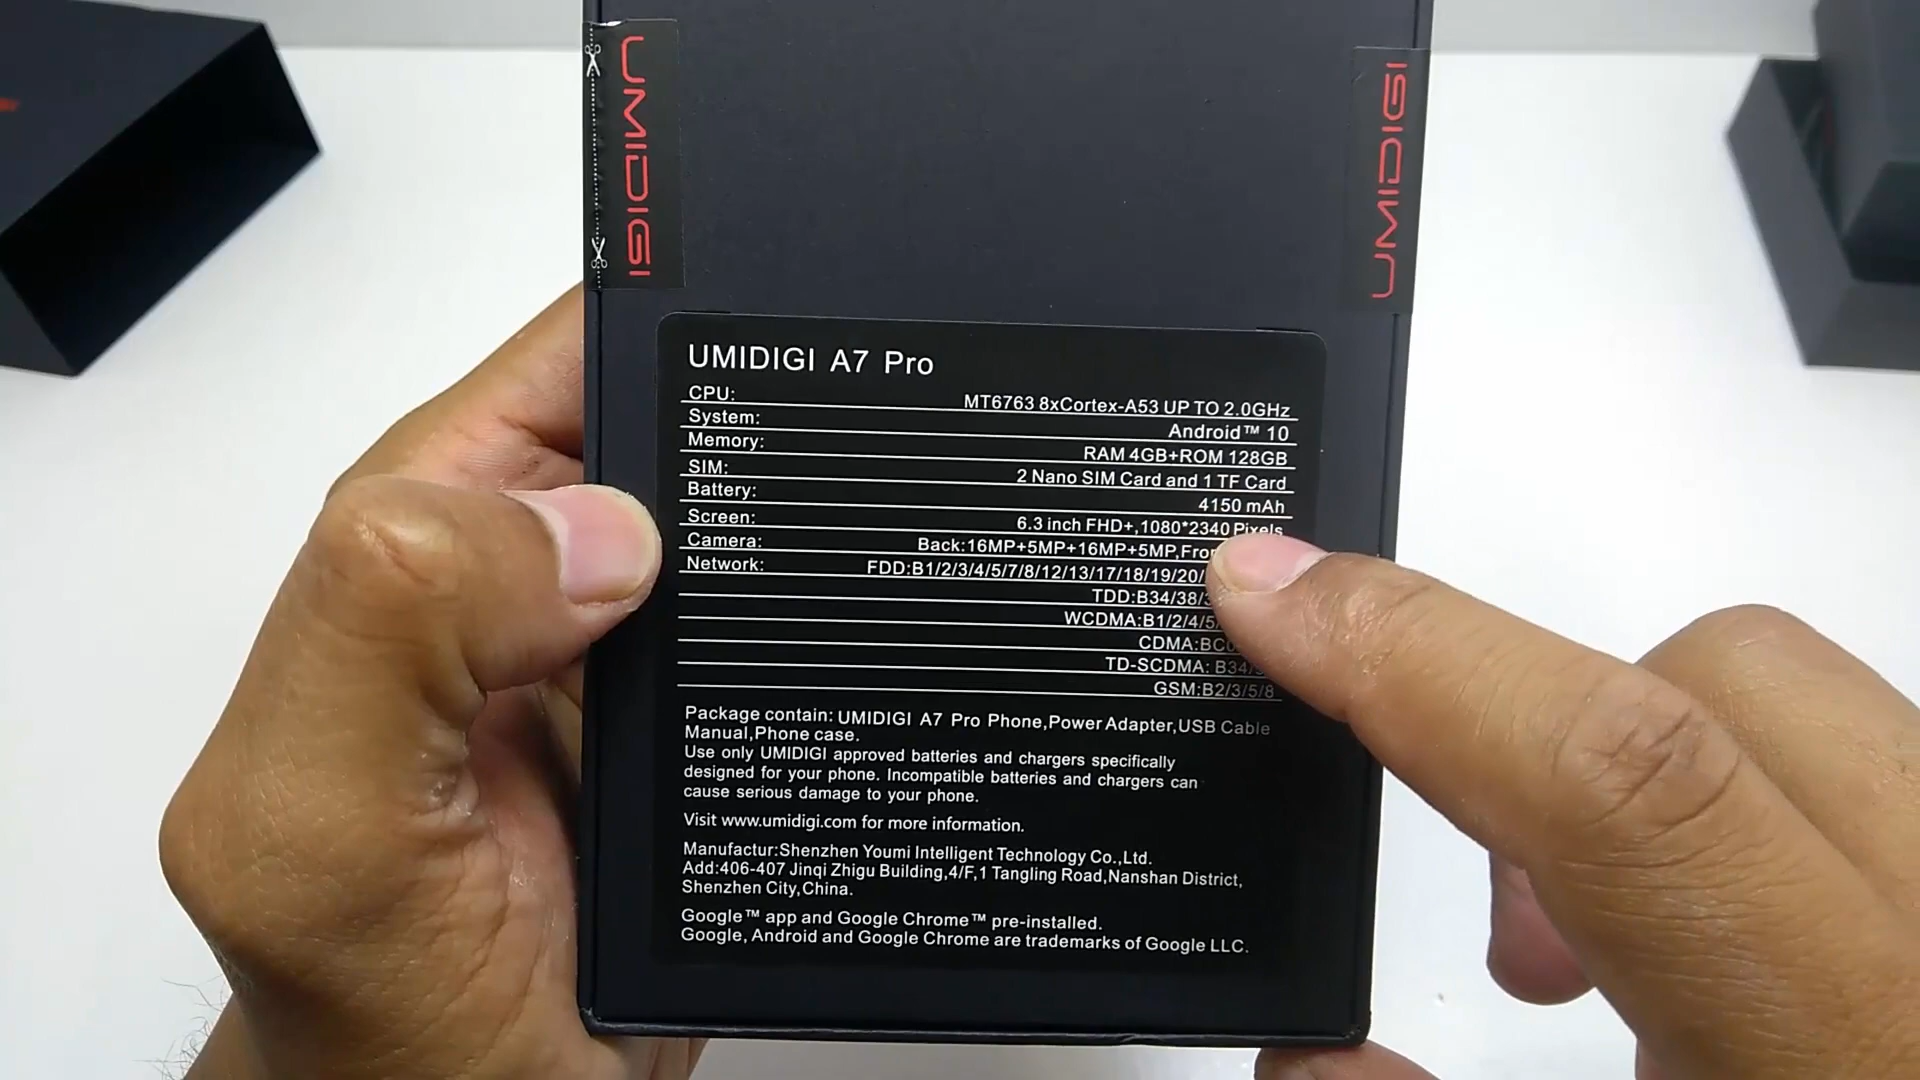 UMIDIGI
UMIDIGI
UMIDIGI A7 Pro
CPU: MT6763 8xCortex-A53 UP TO 2.0GHz
System: Android™ 10
Memory: RAM 4GB+ROM 128GB
SIM: 2 Nano SIM Card and 1 TF Card
Battery: 4150 mAh
Screen: 6.3 inch FHD+,1080*2340 Pixels
Camera: Back:16MP+5MP+16MP+5MP,
Network: FDD:B1/2/3/4/5/7/8/12/13/17/18/19/20/
TDD:B34/38/
WCDMA:B1/2/4/5
CDMA:
TD-SCDMA: B34/
GSM:B2/3/5/8
Package contain: UMIDIGI A7 Pro Phone,Power Adapter,USB Cable
Manual,Phone case.
Use only UMIDIGI approved batteries and chargers specifically
designed for your phone. Incompatible batteries and chargers can
cause serious damage to your phone.
Visit www.umidigi.com for more information.
Manufactur:Shenzhen Youmi Intelligent Technology Co.,Ltd.
Add:406-407 Jinqi Zhigu Building,4/F,1 Tangling Road,Nanshan District,
Shenzhen City,China.
Google™ app and Google Chrome™ pre-installed.
Google, Android and Google Chrome are trademarks of Google LLC.